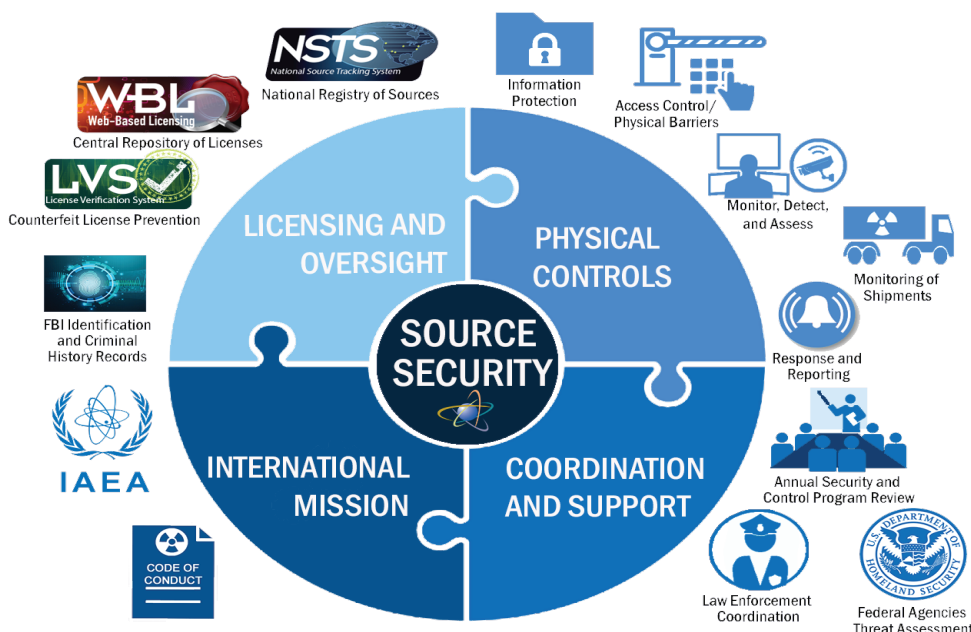 NSTS
National Source Tracking System
National Registry of Sources
W-BL
Web-Based Licensing
Central Repository of Licenses
LVS
License Verification System
Counterfeit License Prevention
FBI Identification
and Criminal
History Records
IAEA
CODE OF
CONDUCT
Information
Protection
Access Control/
Physical Barriers
Monitor, Detect,
and Assess
Monitoring of
Shipments
Response and
Reporting
Annual Security and
Control Program Review
Law Enforcement
Coordination
U.S. DEPARTMENT OF
HOMELAND SECURITY
Federal Agencies
Threat Assessment
LICENSING AND
OVERSIGHT
PHYSICAL
CONTROLS
SOURCE
SECURITY
INTERNATIONAL
MISSION
COORDINATION
AND SUPPORT